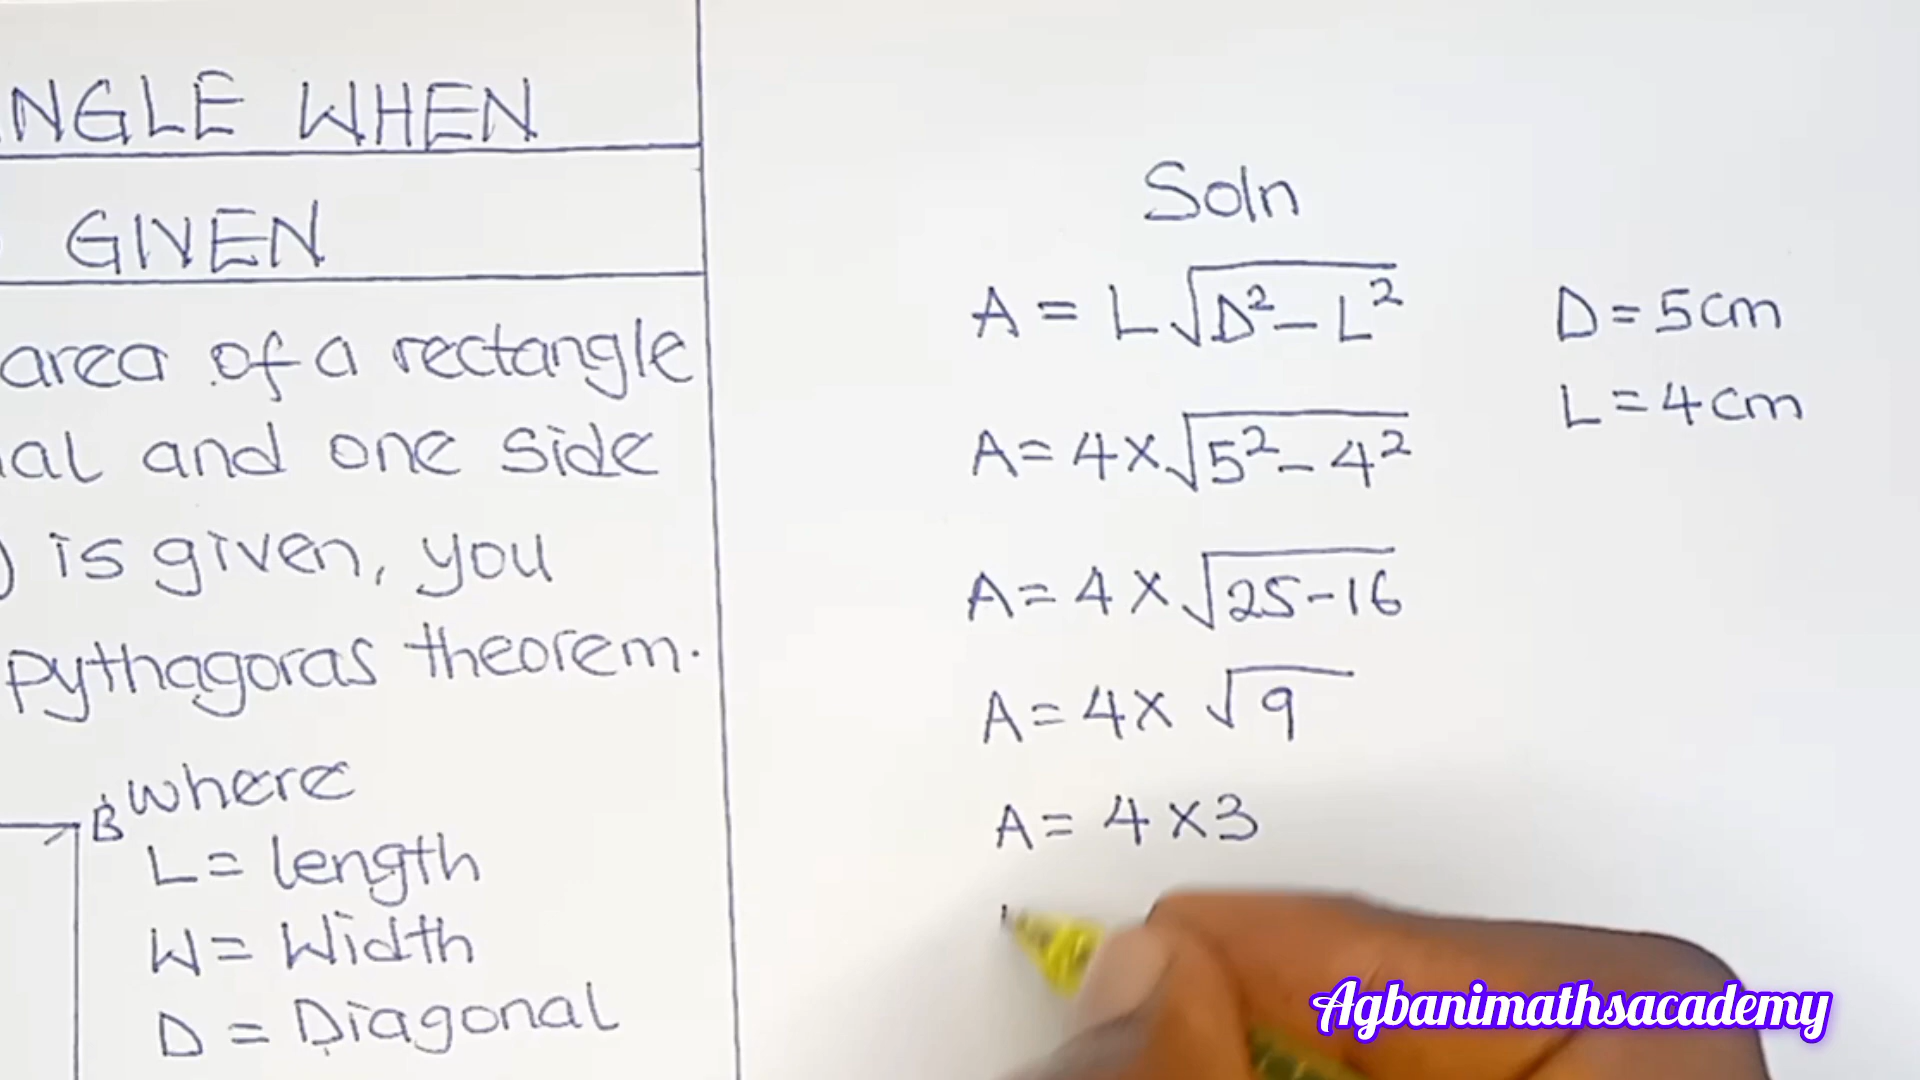 NGLE WHEN
GIVEN
area of a rectangle
al and one side
) is given, you
pythagoras theorem.
B where
L = length
W = Width
D = Diagonal
Soln
A = L√D² - L²
D = 5cm
L = 4cm
A = 4 × √5² - 4²
A = 4 × √25 - 16
A = 4 × √9
A = 4 × 3
Agbanimathsacademy